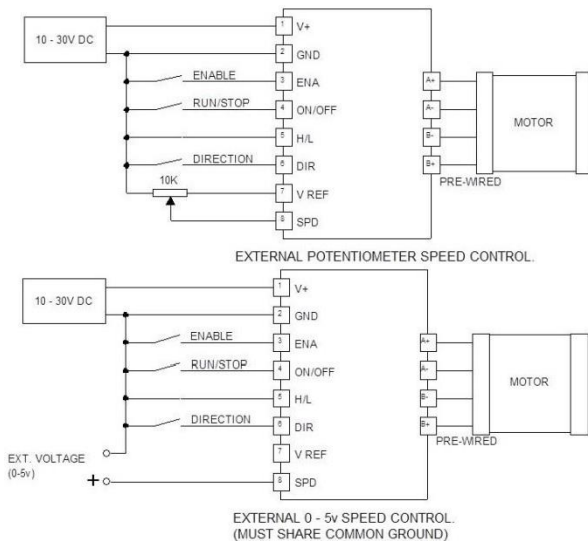 10 - 30V DC
1 V+
2 GND
ENABLE 3 ENA
RUN/STOP 4 ON/OFF
5 H/L
DIRECTION 6 DIR
10K 7 V REF
8 SPD
A+
A-
B-
B+
MOTOR
PRE-WIRED
EXTERNAL POTENTIOMETER SPEED CONTROL.
10 - 30V DC
1 V+
2 GND
ENABLE 3 ENA
RUN/STOP 4 ON/OFF
5 H/L
DIRECTION 6 DIR
7 V REF
EXT. VOLTAGE
(0-5v)
+ 8 SPD
A+
A-
B-
B+
MOTOR
PRE-WIRED
EXTERNAL 0 - 5v SPEED CONTROL.
(MUST SHARE COMMON GROUND)